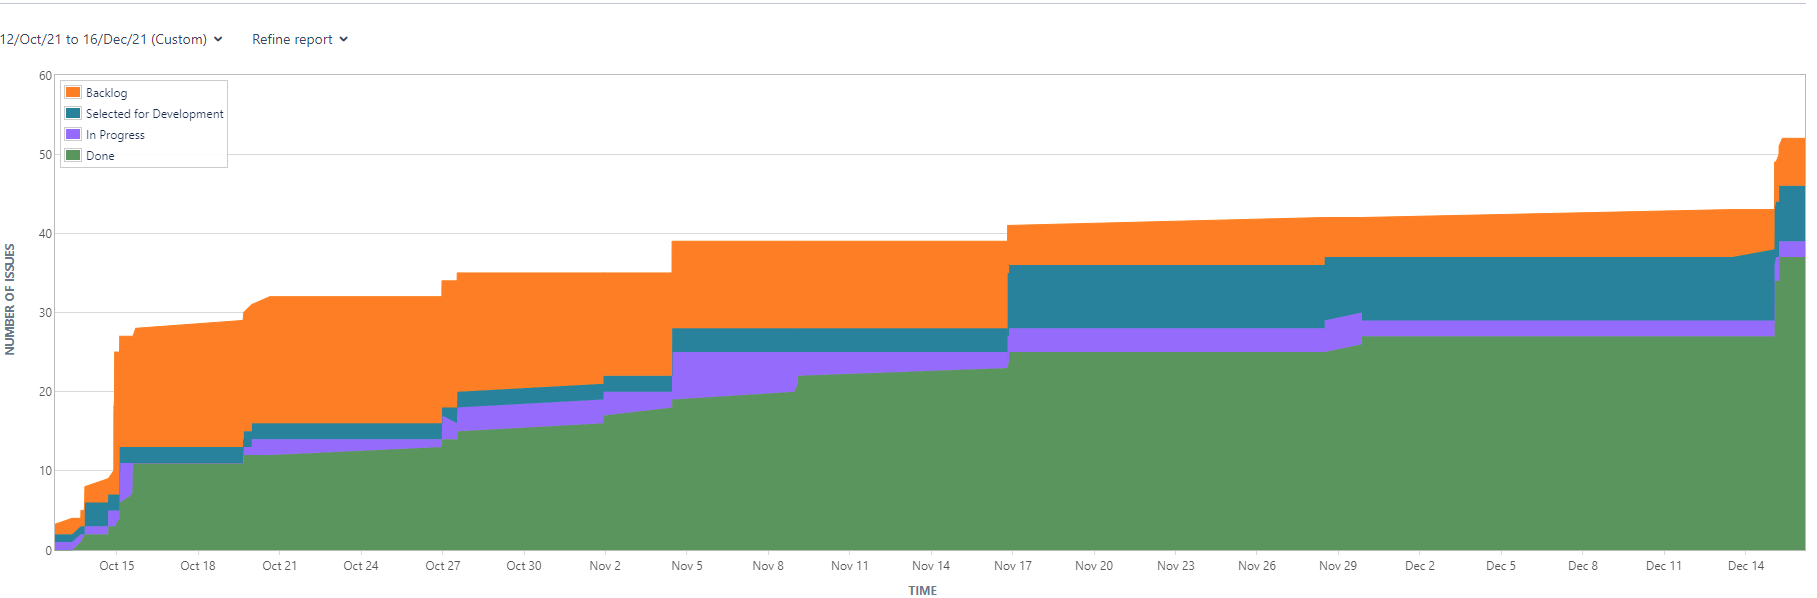 12/Oct/21 to 16/Dec/21 (Custom) Refine report
60
50
40
30
20
10
0
Backlog
Selected for Development
In Progress
Done
NUMBER OF ISSUES
Oct 15 Oct 18 Oct 21 Oct 24 Oct 27 Oct 30 Nov 2 Nov 5 Nov 8 Nov 11 Nov 14 Nov 17 Nov 20 Nov 23 Nov 26 Nov 29 Dec 2 Dec 5 Dec 8 Dec 11 Dec 14
TIME